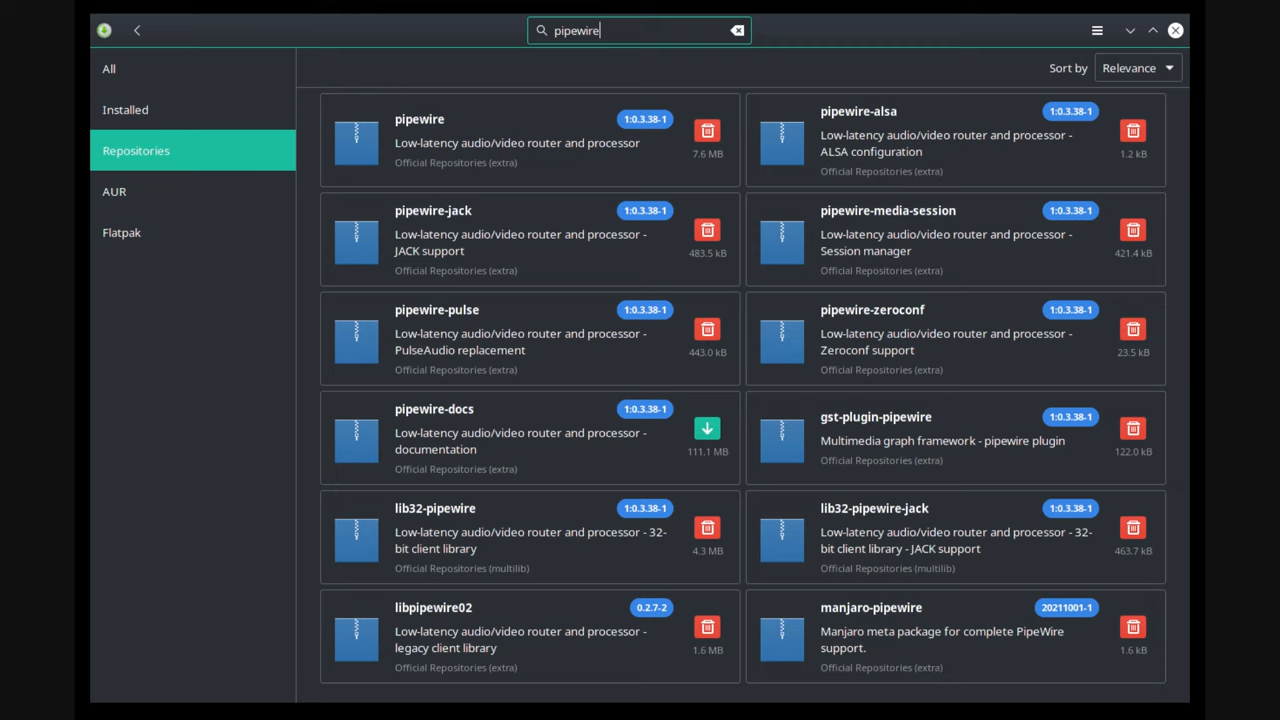 pipewire
Sort by Relevance
All
Installed
Repositories
AUR
Flatpak
pipewire 1:0.3.38-1
Low-latency audio/video router and processor
Official Repositories (extra)
7.6 MB
pipewire-alsa 1:0.3.38-1
Low-latency audio/video router and processor -
ALSA configuration
Official Repositories (extra)
1.2 kB
pipewire-jack 1:0.3.38-1
Low-latency audio/video router and processor -
JACK support
Official Repositories (extra)
483.5 kB
pipewire-media-session 1:0.3.38-1
Low-latency audio/video router and processor -
Session manager
Official Repositories (extra)
421.4 kB
pipewire-pulse 1:0.3.38-1
Low-latency audio/video router and processor -
PulseAudio replacement
Official Repositories (extra)
443.0 kB
pipewire-zeroconf 1:0.3.38-1
Low-latency audio/video router and processor -
Zeroconf support
Official Repositories (extra)
23.5 kB
pipewire-docs 1:0.3.38-1
Low-latency audio/video router and processor -
documentation
Official Repositories (extra)
111.1 MB
gst-plugin-pipewire 1:0.3.38-1
Multimedia graph framework - pipewire plugin
Official Repositories (extra)
122.0 kB
lib32-pipewire 1:0.3.38-1
Low-latency audio/video router and processor - 32-
bit client library
Official Repositories (multilib)
4.3 MB
lib32-pipewire-jack 1:0.3.38-1
Low-latency audio/video router and processor - 32-
bit client library - JACK support
Official Repositories (multilib)
463.7 kB
libpipewire02 0.2.7-2
Low-latency audio/video router and processor -
legacy client library
Official Repositories (extra)
1.6 MB
manjaro-pipewire 20211001-1
Manjaro meta package for complete PipeWire
support.
Official Repositories (extra)
1.6 kB